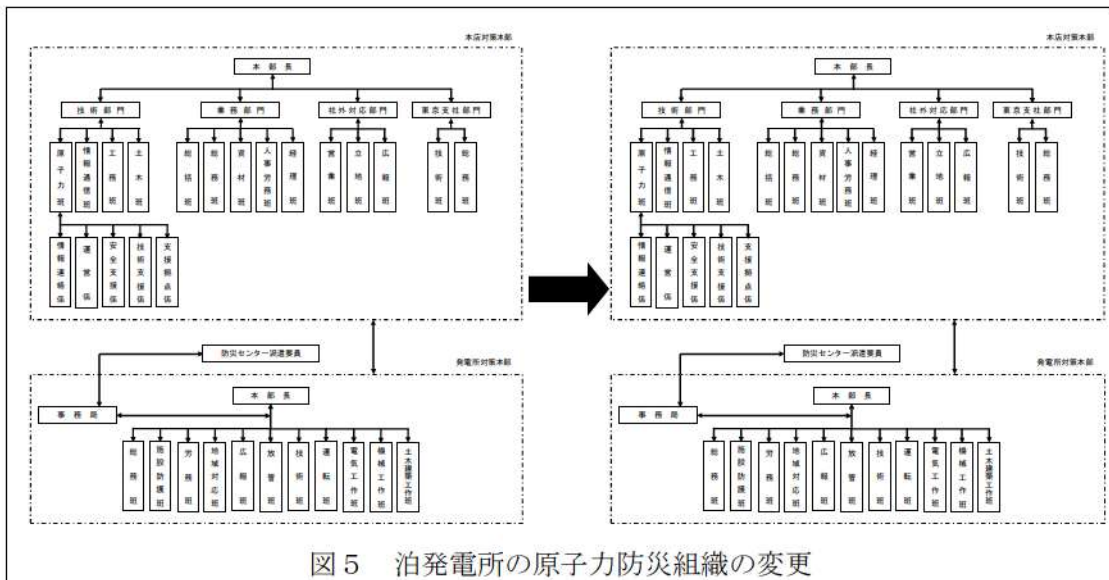 本店対策本部
本部長
技術部門 業務部門 社外対応部門 東京支社部門
原子力班 情報通信班 工務班 土木班 総括班 総務班 資材班 人事労務班 経理班 営業班 立地班 広報班 技術班 総務班
情報連絡係 運営係 安全支援係 技術支援係 支援拠点係
防災センター派遣要員
発電所対策本部
本部長
事務局
総務班 施設防護班 労務班 地域対応班 広報班 放管班 技術班 運転班 電気工作班 機械工作班 土木建築工作班
本店対策本部
本部長
技術部門 業務部門 社外対応部門 東京支社部門
原子力班 情報通信班 工務班 土木班 総括班 総務班 資材班 人事労務班 経理班 営業班 立地班 広報班 技術班 総務班
情報連絡係 運営係 安全支援係 技術支援係 支援拠点係
防災センター派遣要員
発電所対策本部
本部長
事務局
総務班 施設防護班 労務班 地域対応班 広報班 放管班 技術班 運転班 電気工作班 機械工作班 土木建築工作班
図5 泊発電所の原子力防災組織の変更